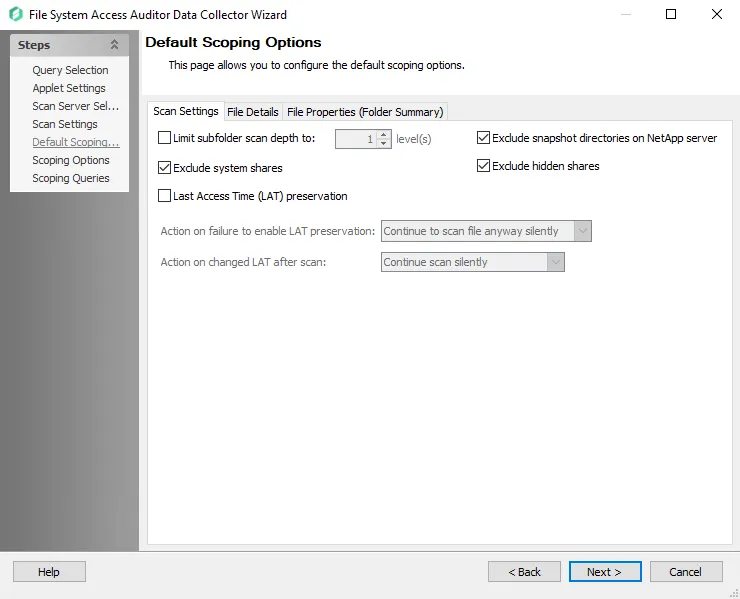 File System Access Auditor Data Collector Wizard
Steps
Query Selection
Applet Settings
Scan Server Sel...
Scan Settings
Default Scoping...
Scoping Options
Scoping Queries
Default Scoping Options
This page allows you to configure the default scoping options.
Scan Settings File Details File Properties (Folder Summary)
Limit subfolder scan depth to: 1 level(s) Exclude snapshot directories on NetApp server
Exclude system shares Exclude hidden shares
Last Access Time (LAT) preservation
Action on failure to enable LAT preservation: Continue to scan file anyway silently
Action on changed LAT after scan: Continue scan silently
Help < Back Next > Cancel